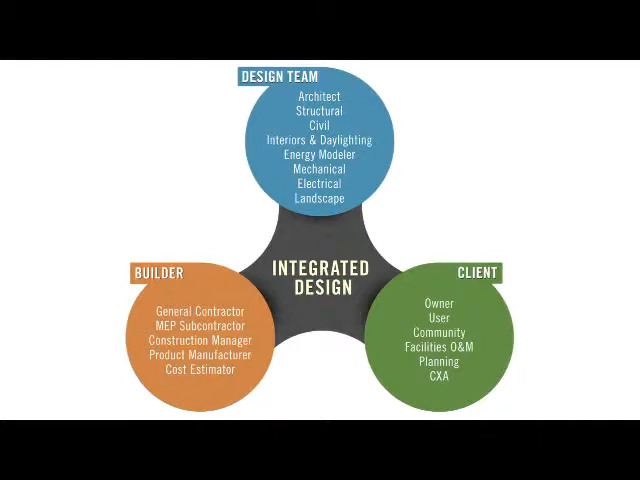 DESIGN TEAM
Architect
Structural
Civil
Interiors & Daylighting
Energy Modeler
Mechanical
Electrical
Landscape
INTEGRATED
DESIGN
BUILDER
General Contractor
MEP Subcontractor
Construction Manager
Product Manufacturer
Cost Estimator
CLIENT
Owner
User
Community
Facilities O&M
Planning
CXA